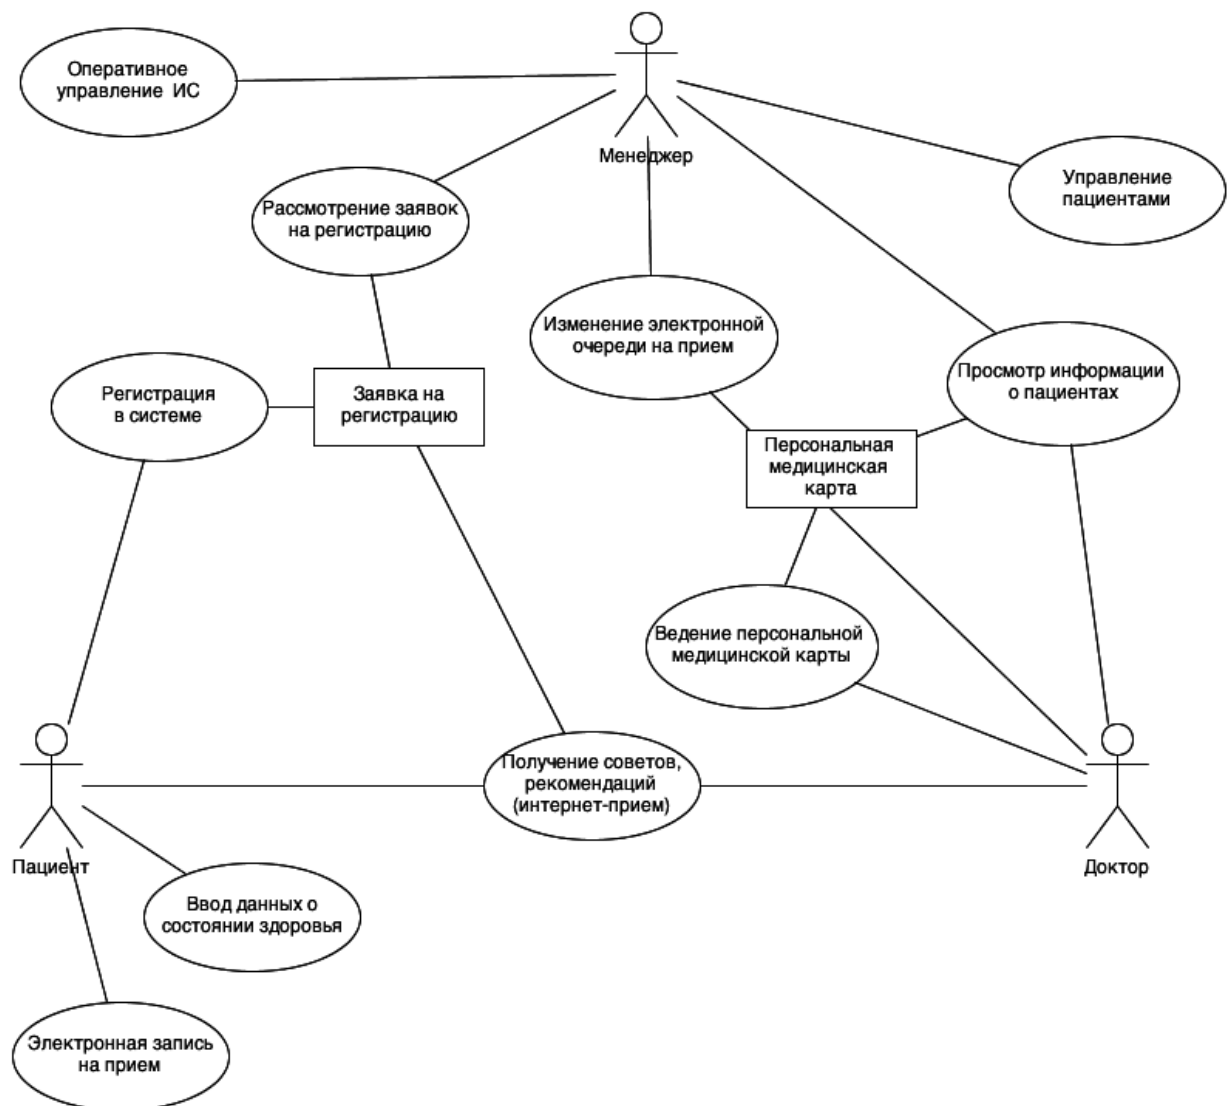 Оперативное
управление ИС
Менеджер
Управление
пациентами
Рассмотрение заявок
на регистрацию
Изменение электронной
очереди на прием
Просмотр информации
о пациентах
Регистрация
в системе
Заявка на
регистрацию
Персональная
медицинская
карта
Ведение персональной
медицинской карты
Получение советов,
рекомендаций
(интернет-прием)
Пациент
Доктор
Ввод данных о
состоянии здоровья
Электронная запись
на прием